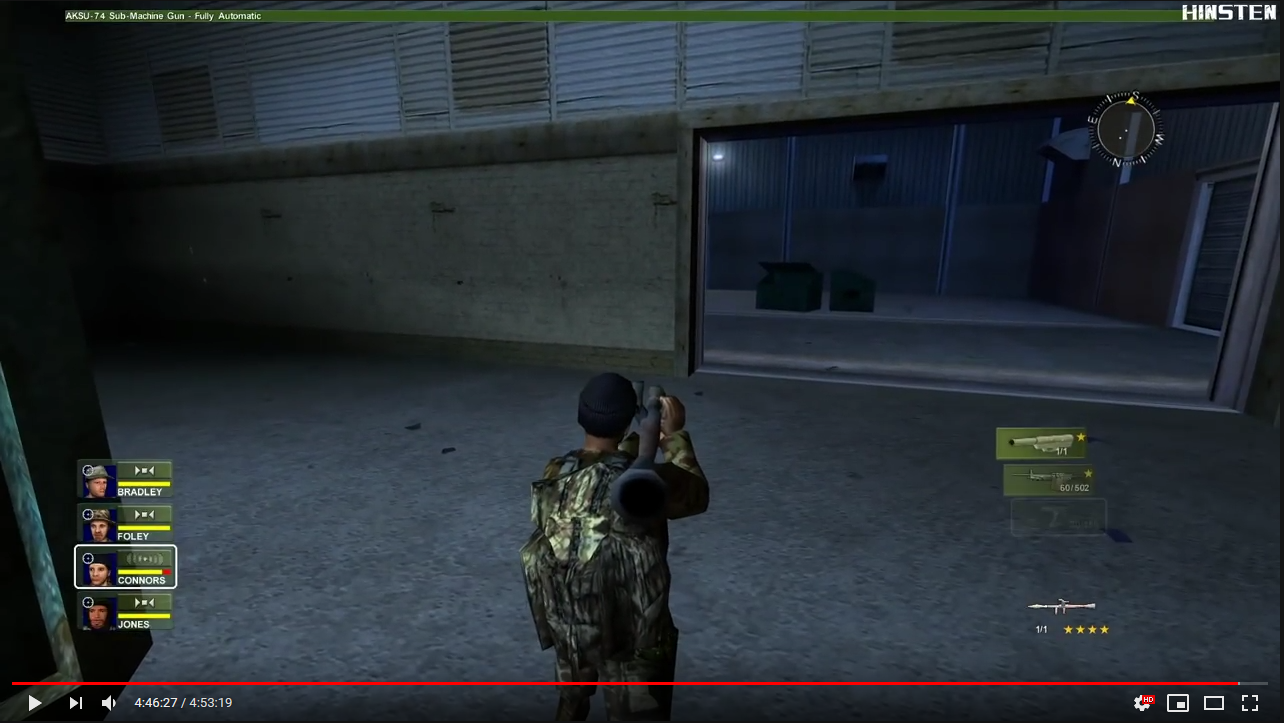 AKSU-74 Sub-Machine Gun - Fully Automatic
HINSTEN
S
E
W
N
1/1
60/502
BRADLEY
FOLEY
CONNORS
JONES
1/1
4:46:27 / 4:53:19
HD